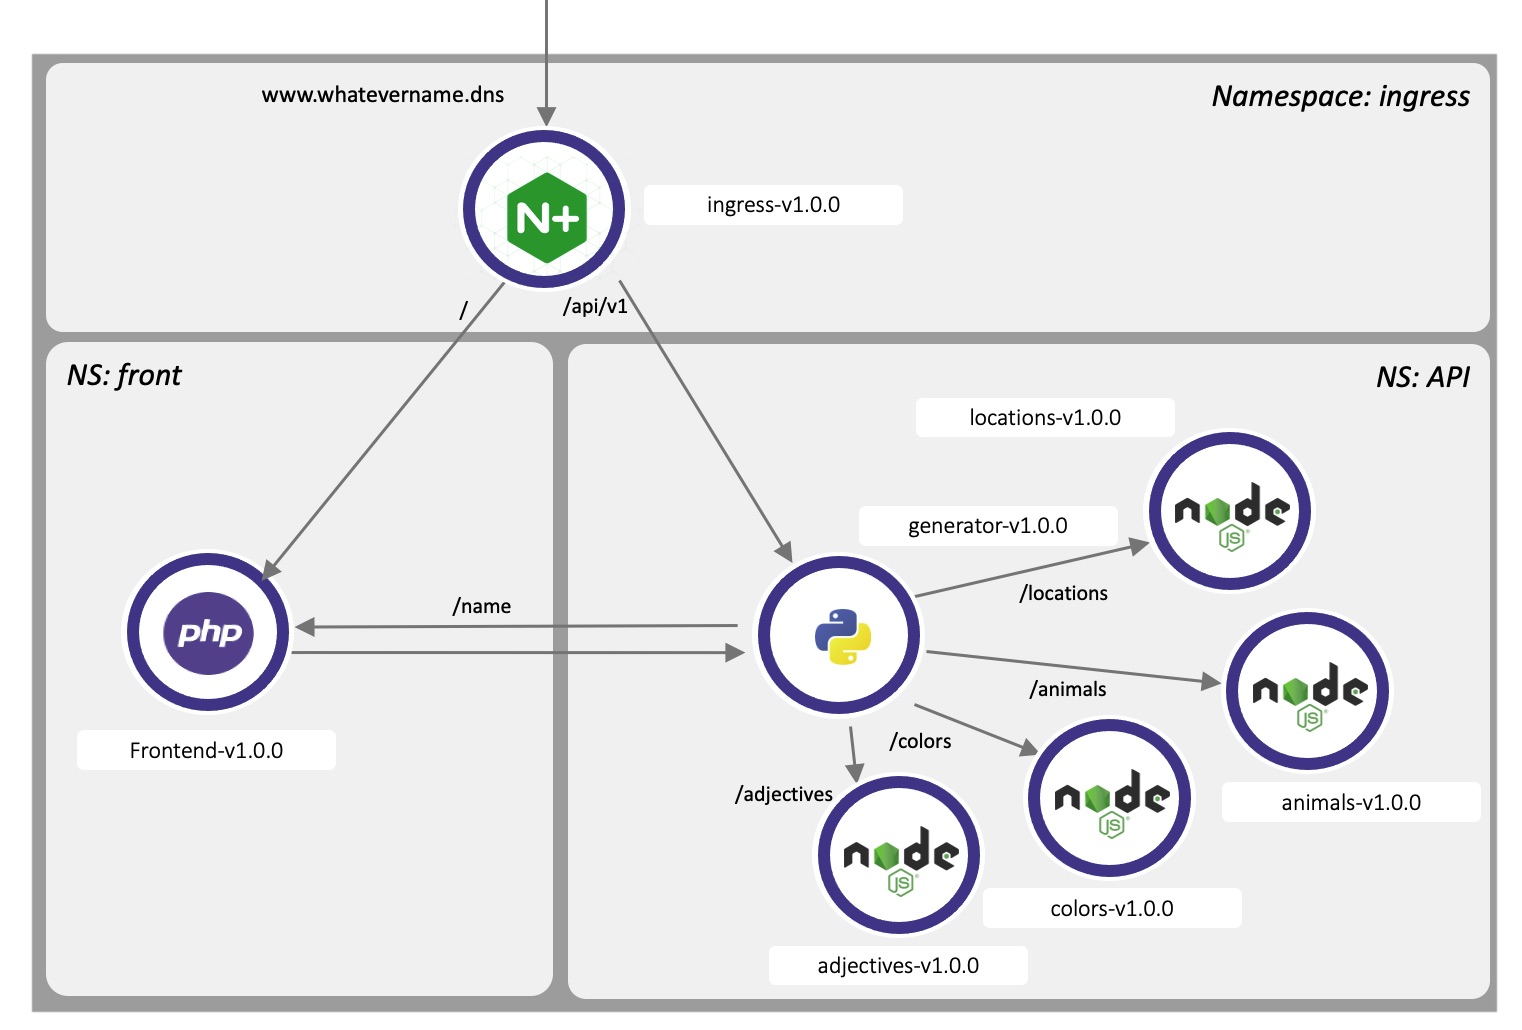 www.whatevername.dns
Namespace: ingress
N+
ingress-v1.0.0
/
/api/v1
NS: front
NS: API
locations-v1.0.0
node
JS
generator-v1.0.0
/locations
/name
php
/animals
node
JS
Frontend-v1.0.0
/colors
/adjectives
node
JS
animals-v1.0.0
node
JS
colors-v1.0.0
adjectives-v1.0.0